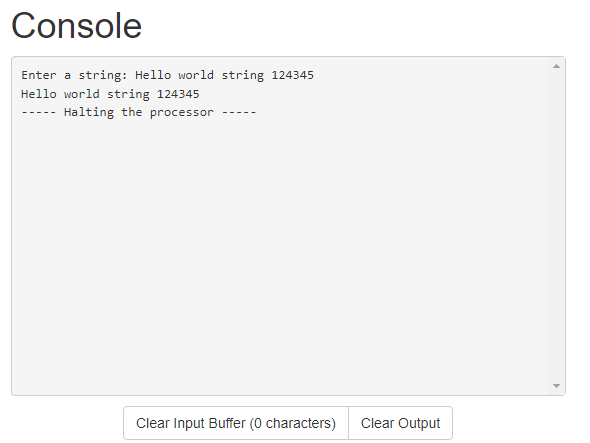 Console
Enter a string: Hello world string 124345
Hello world string 124345
----- Halting the processor -----
Clear Input Buffer (0 characters) Clear Output